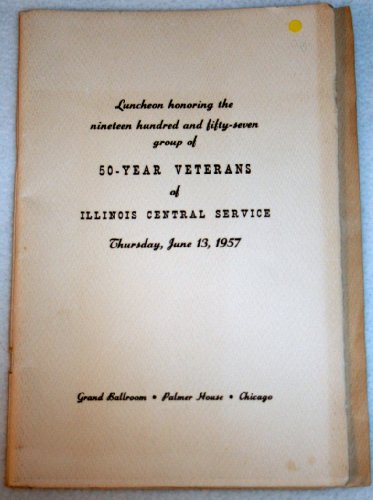 Luncheon honoring the
nineteen hundred and fifty-seven
group of
50-YEAR VETERANS
of
ILLINOIS CENTRAL SERVICE
Thursday, June 13, 1957
Grand Ballroom • Palmer House • Chicago